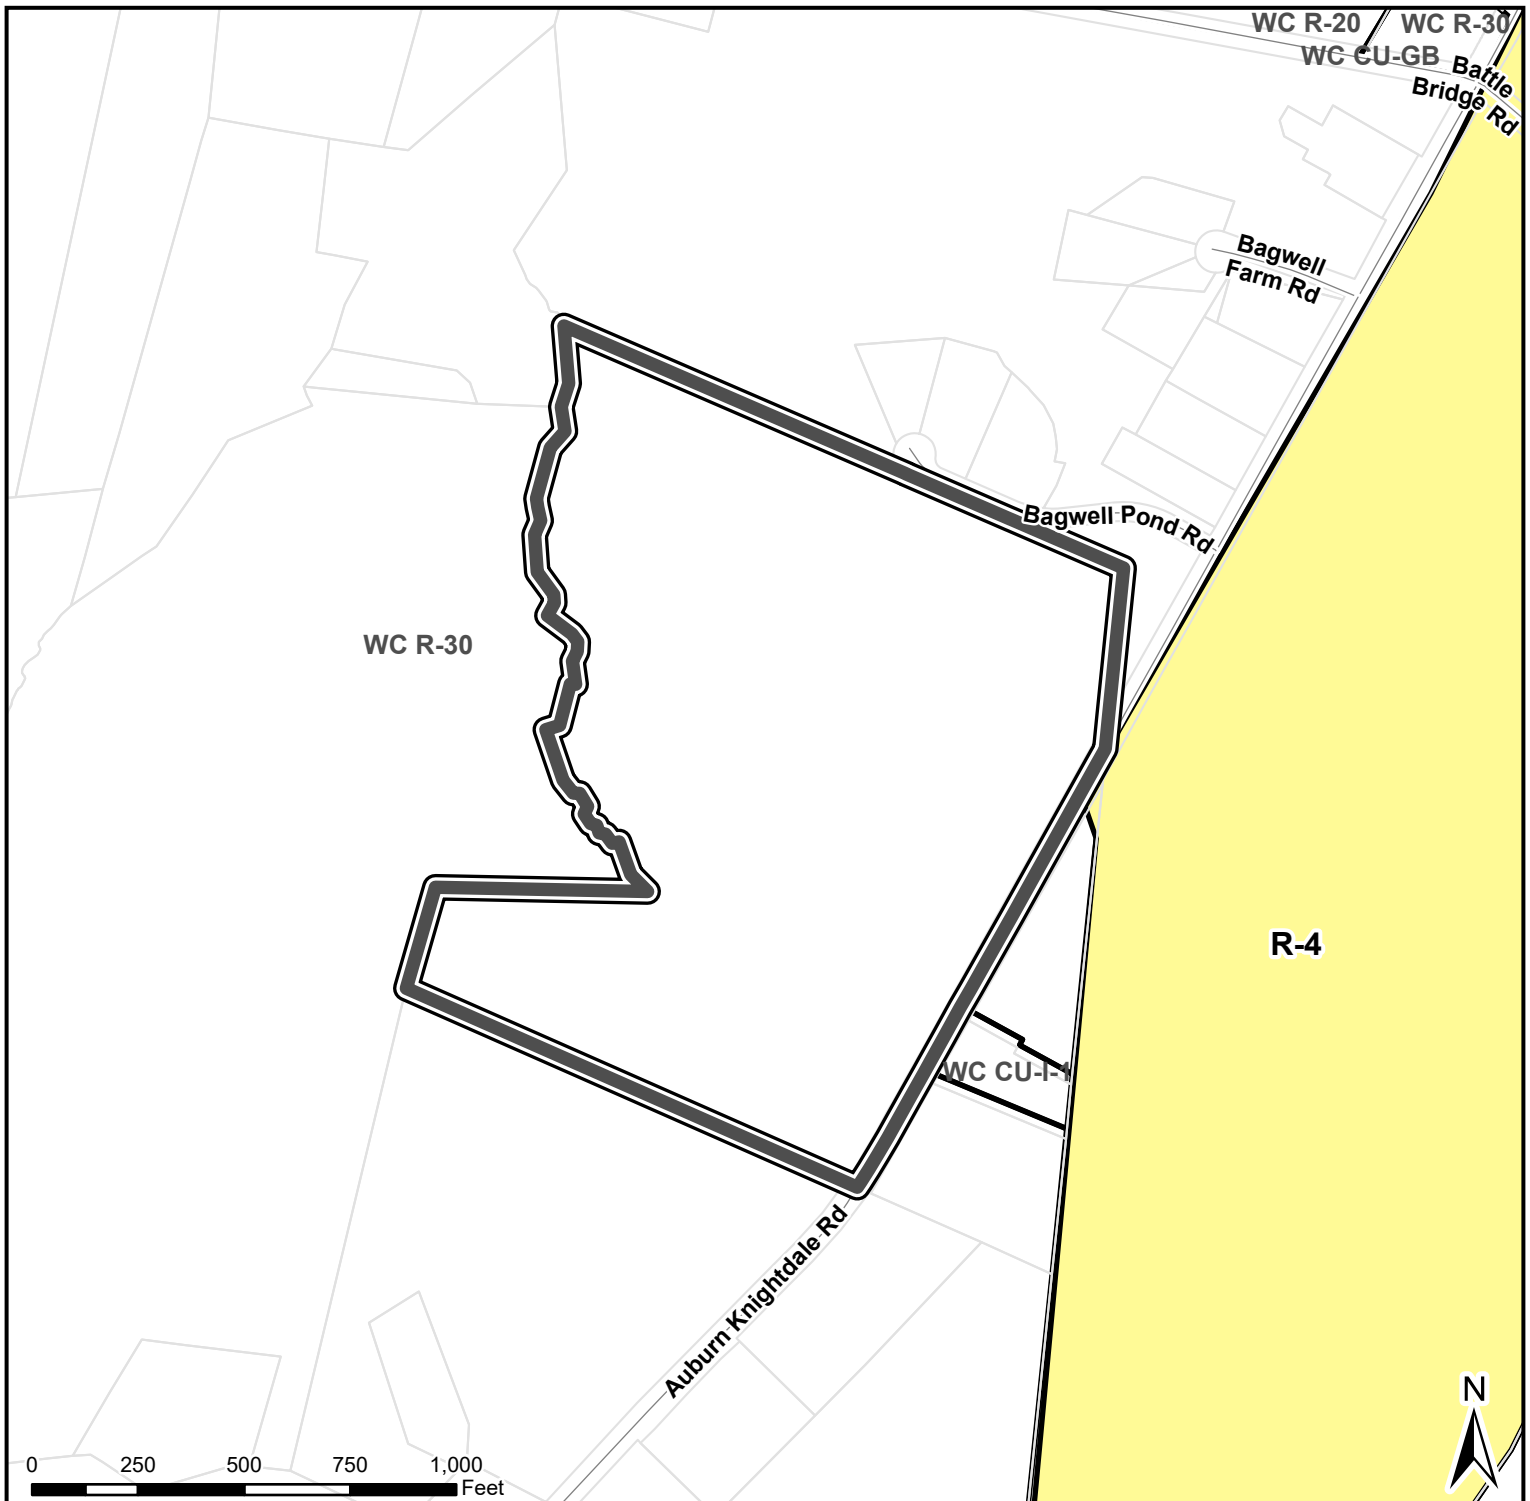 WC R-20
WC R-30
WC CU-GB
Battle
Bridge Rd
Bagwell
Farm Rd
Bagwell Pond Rd
WC R-30
R-4
WC CU-I-1
Auburn Knightdale Rd
N
0 250 500 750 1,000
Feet